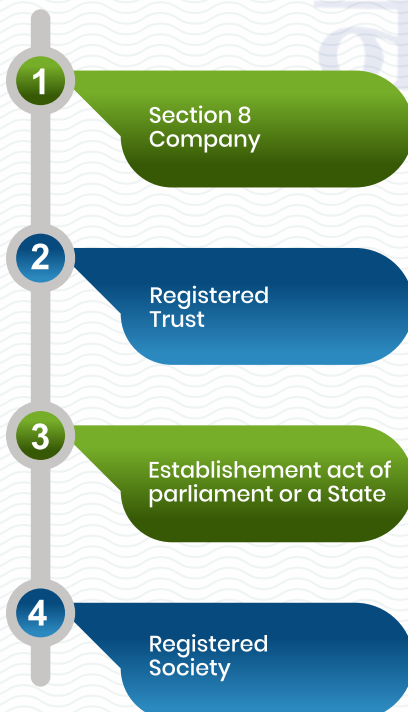 1
Section 8
Company
2
Registered
Trust
3
Establishement act of
parliament or a State
4
Registered
Society